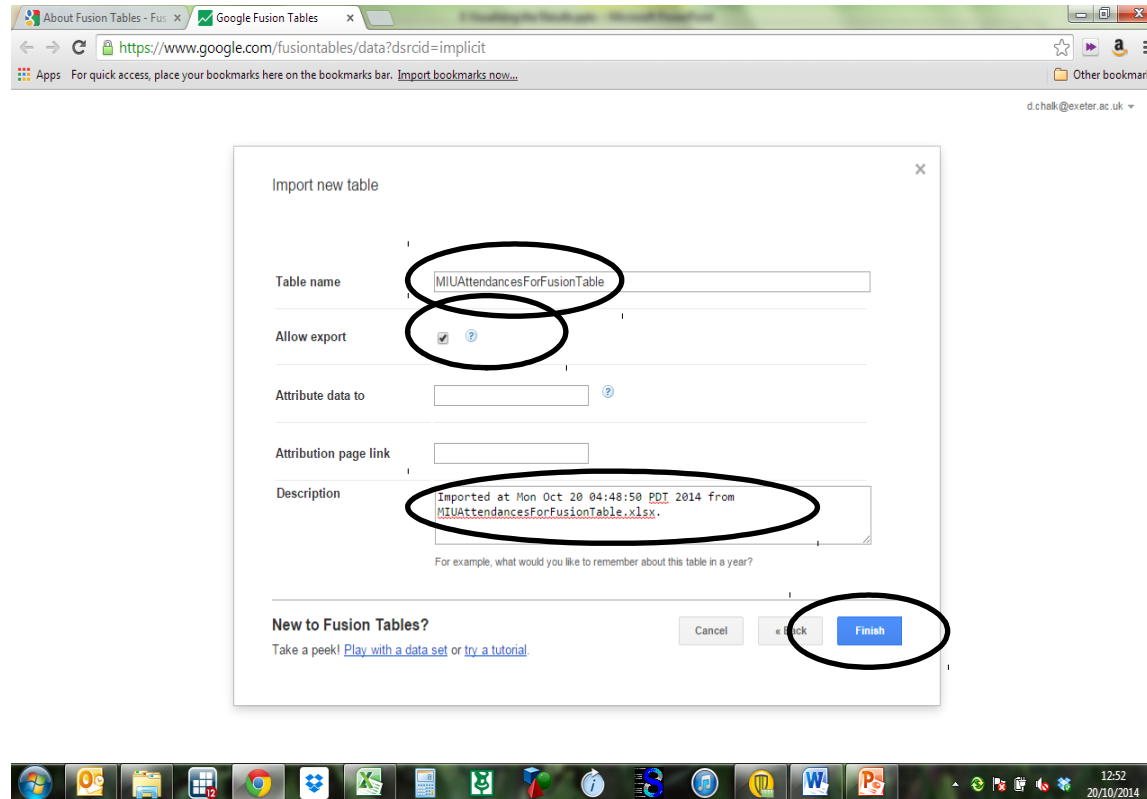 About Fusion Tables - Fus
Google Fusion Tables
https://www.google.com/fusiontables/data?dsrcid=implicit
Apps For quick access, place your bookmarks here on the bookmarks bar. Import bookmarks now...
Other bookmar
d.chalk@exeter.ac.uk
Import new table
Table name
MIUAttendancesForFusionTable
Allow export
Attribute data to
Attribution page link
Description
Imported at Mon Oct 20 04:48:50 PDT 2014 from
MIUAttendancesForFusionTable.xlsx.
For example, what would you like to remember about this table in a year?
New to Fusion Tables?
Cancel
« Back
Finish
Take a peek! Play with a data set or try a tutorial.
12
12:52
20/10/2014